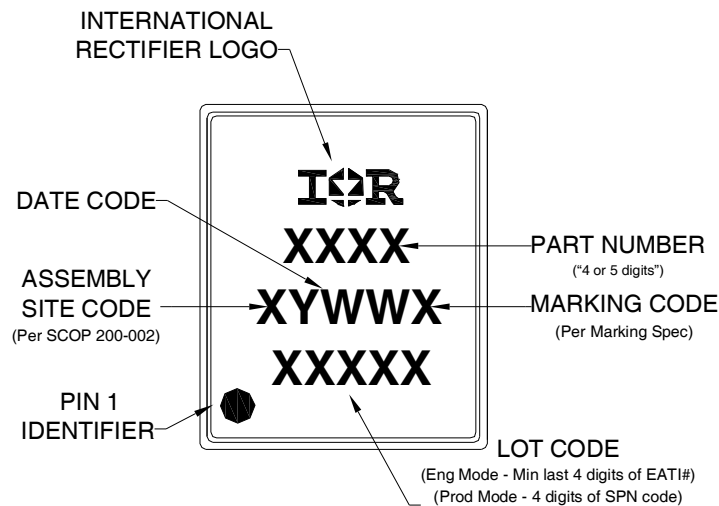 INTERNATIONAL
RECTIFIER LOGO
IOR
DATE CODE
XXXX
PART NUMBER
("4 or 5 digits")
ASSEMBLY
SITE CODE
(Per SCOP 200-002)
XYWWX
MARKING CODE
(Per Marking Spec)
XXXXX
PIN 1
IDENTIFIER
LOT CODE
(Eng Mode - Min last 4 digits of EATI#)
(Prod Mode - 4 digits of SPN code)